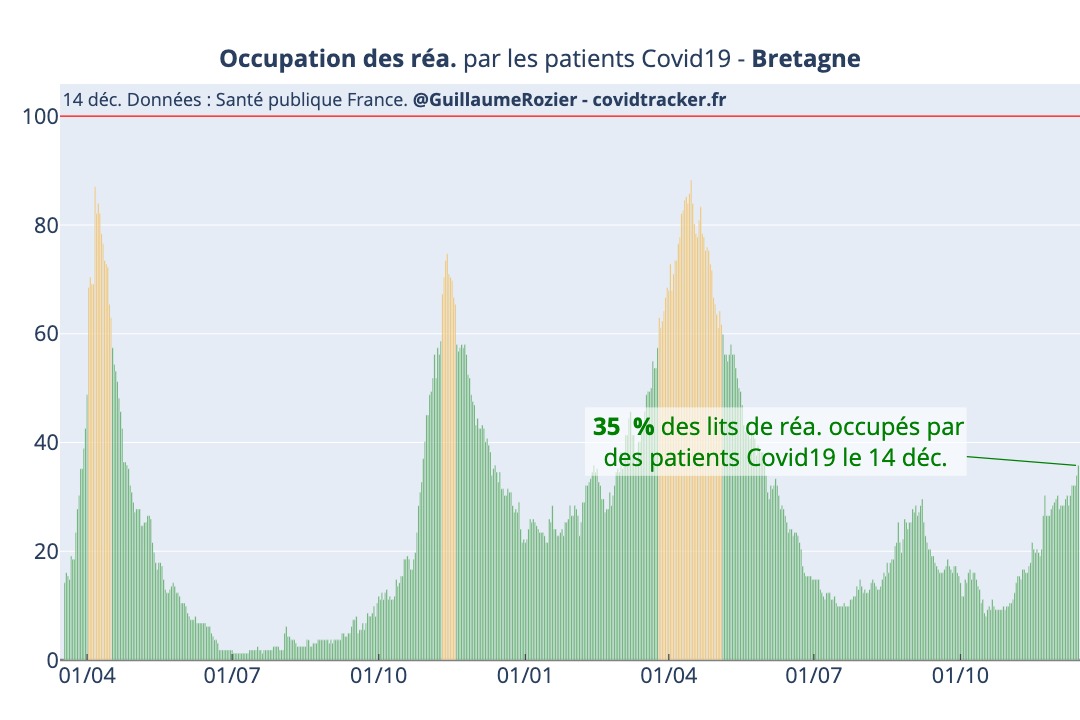 Occupation des réa. par les patients Covid19 - Bretagne
14 déc. Données : Santé publique France. @GuillaumeRozier - covidtracker.fr
100
80
60
40
20
0
35 % des lits de réa. occupés par
des patients Covid19 le 14 déc.
01/04 01/07 01/10 01/01 01/04 01/07 01/10